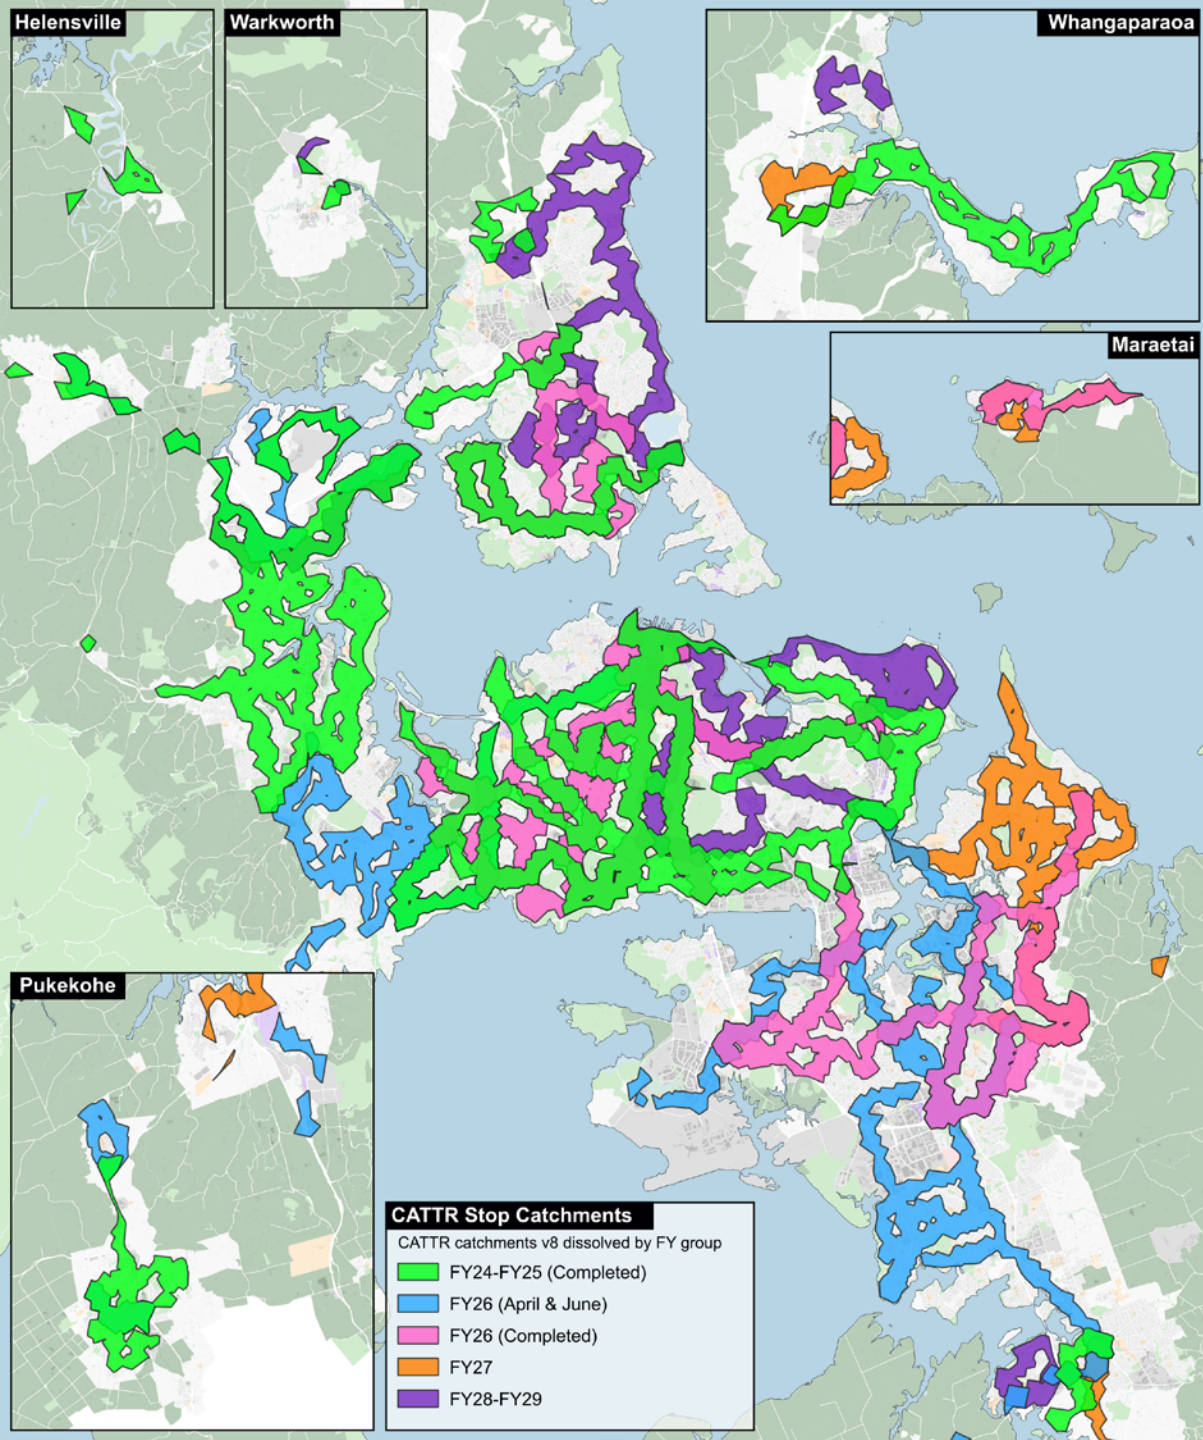 Helensville
Warkworth
Whangaparaoa
Maraetai
Pukekohe
CATTR Stop Catchments
CATTR catchments v8 dissolved by FY group
FY24-FY25 (Completed)
FY26 (April & June)
FY26 (Completed)
FY27
FY28-FY29